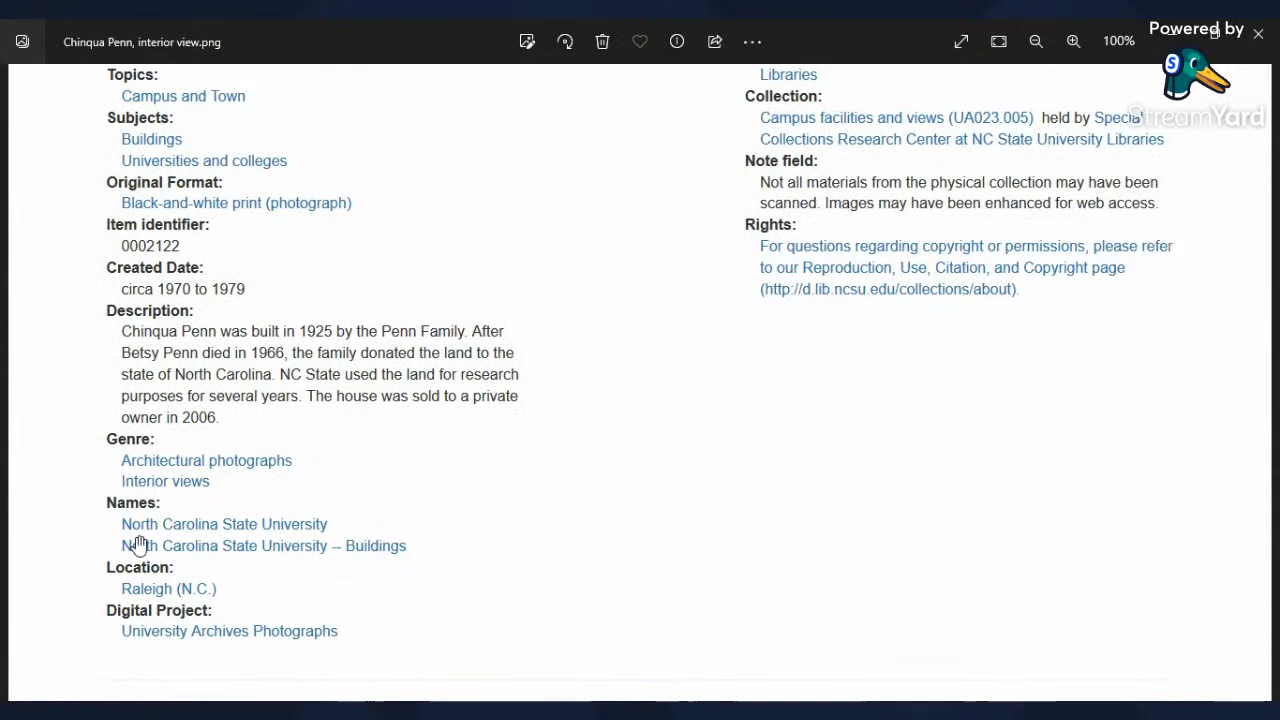 Chinqua Penn, interior view.png
100%
Powered by
StreamYard
Topics:
Campus and Town
Subjects:
Buildings
Universities and colleges
Original Format:
Black-and-white print (photograph)
Item identifier:
0002122
Created Date:
circa 1970 to 1979
Description:
Chinqua Penn was built in 1925 by the Penn Family. After
Betsy Penn died in 1966, the family donated the land to the
state of North Carolina. NC State used the land for research
purposes for several years. The house was sold to a private
owner in 2006.
Genre:
Architectural photographs
Interior views
Names:
North Carolina State University
North Carolina State University -- Buildings
Location:
Raleigh (N.C.)
Digital Project:
University Archives Photographs
Libraries
Collection:
Campus facilities and views (UA023.005) held by Special
Collections Research Center at NC State University Libraries
Note field:
Not all materials from the physical collection may have been
scanned. Images may have been enhanced for web access.
Rights:
For questions regarding copyright or permissions, please refer
to our Reproduction, Use, Citation, and Copyright page
(http://d.lib.ncsu.edu/collections/about).